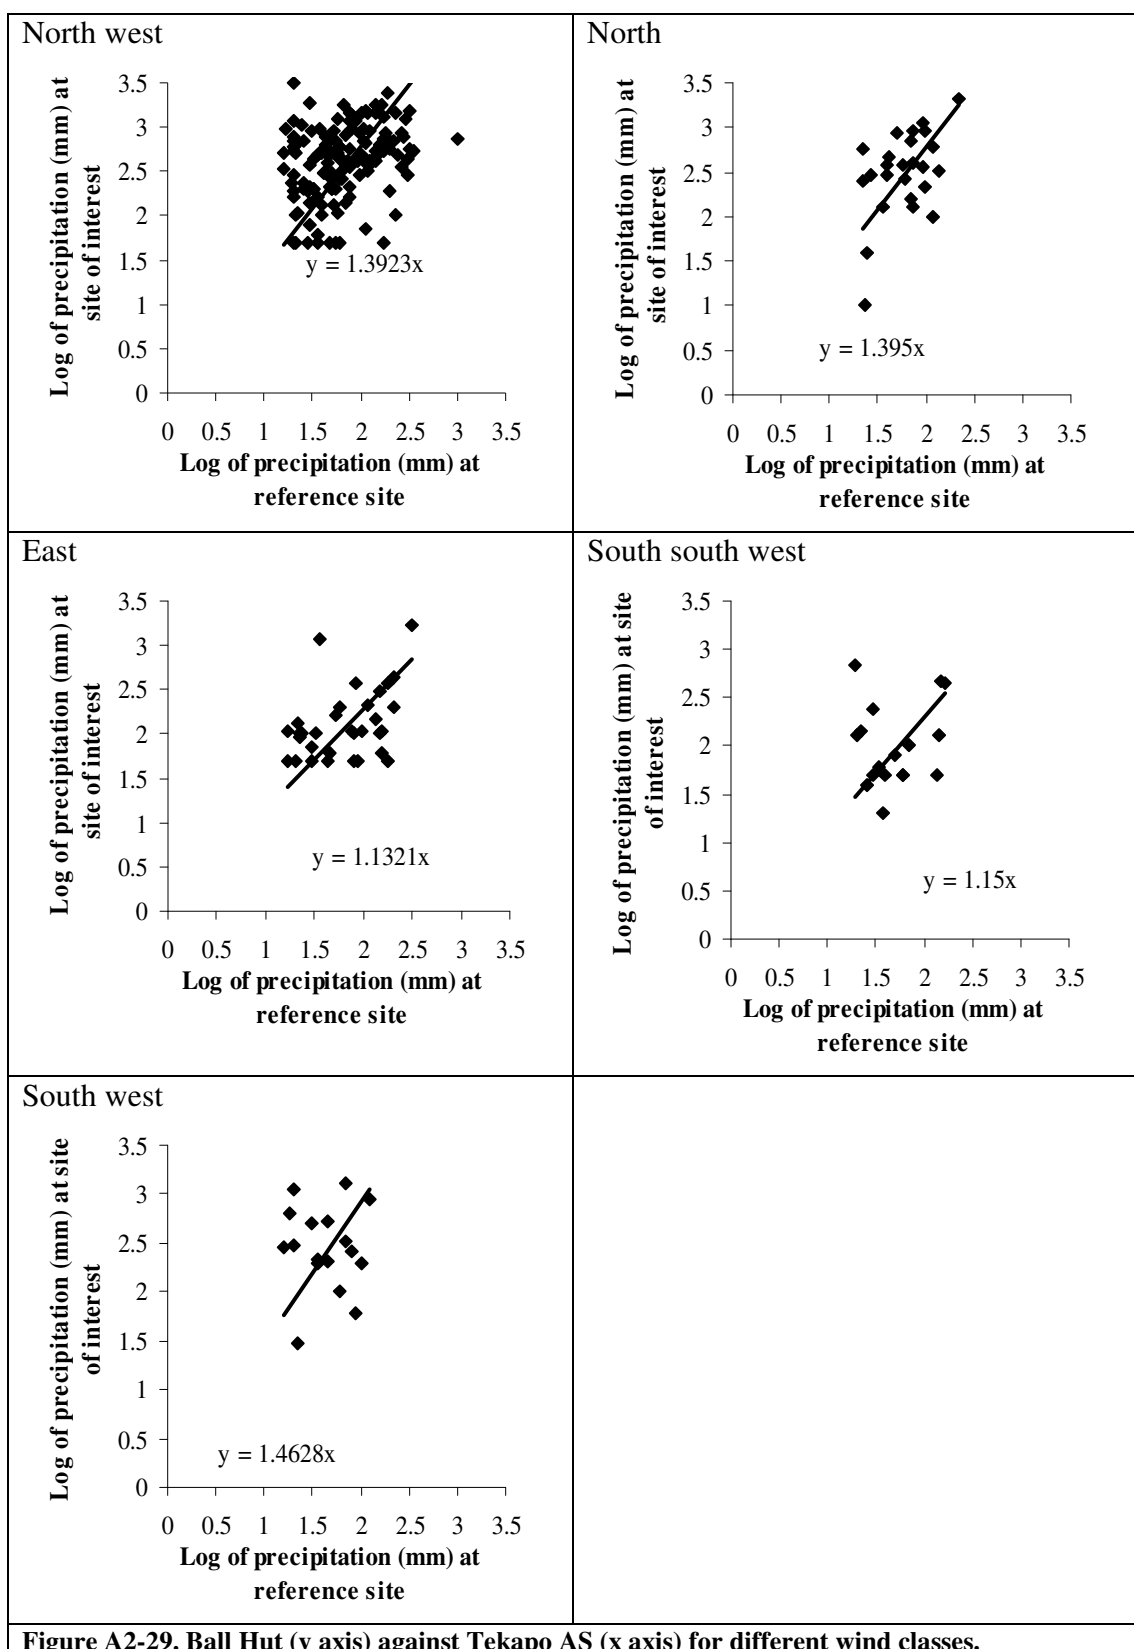 North west
Log of precipitation (mm) at
site of interest
3.5
3
2.5
2
1.5
1
0.5
0
y = 1.3923x
0 0.5 1 1.5 2 2.5 3 3.5
Log of precipitation (mm) at
reference site
North
Log of precipitation (mm) at
site of interest
3.5
3
2.5
2
1.5
1
0.5
0
y = 1.395x
0 0.5 1 1.5 2 2.5 3 3.5
Log of precipitation (mm) at
reference site
East
Log of precipitation (mm) at
site of interest
3.5
3
2.5
2
1.5
1
0.5
0
y = 1.1321x
0 0.5 1 1.5 2 2.5 3 3.5
Log of precipitation (mm) at
reference site
South south west
Log of precipitation (mm) at site
of interest
3.5
3
2.5
2
1.5
1
0.5
0
y = 1.15x
0 0.5 1 1.5 2 2.5 3 3.5
Log of precipitation (mm) at
reference site
South west
Log of precipitation (mm) at site
of interest
3.5
3
2.5
2
1.5
1
0.5
0
y = 1.4628x
0 0.5 1 1.5 2 2.5 3 3.5
Log of precipitation (mm) at
reference site
Figure A2-29. Ball Hut (y axis) against Tekapo AS (x axis) for different wind classes.